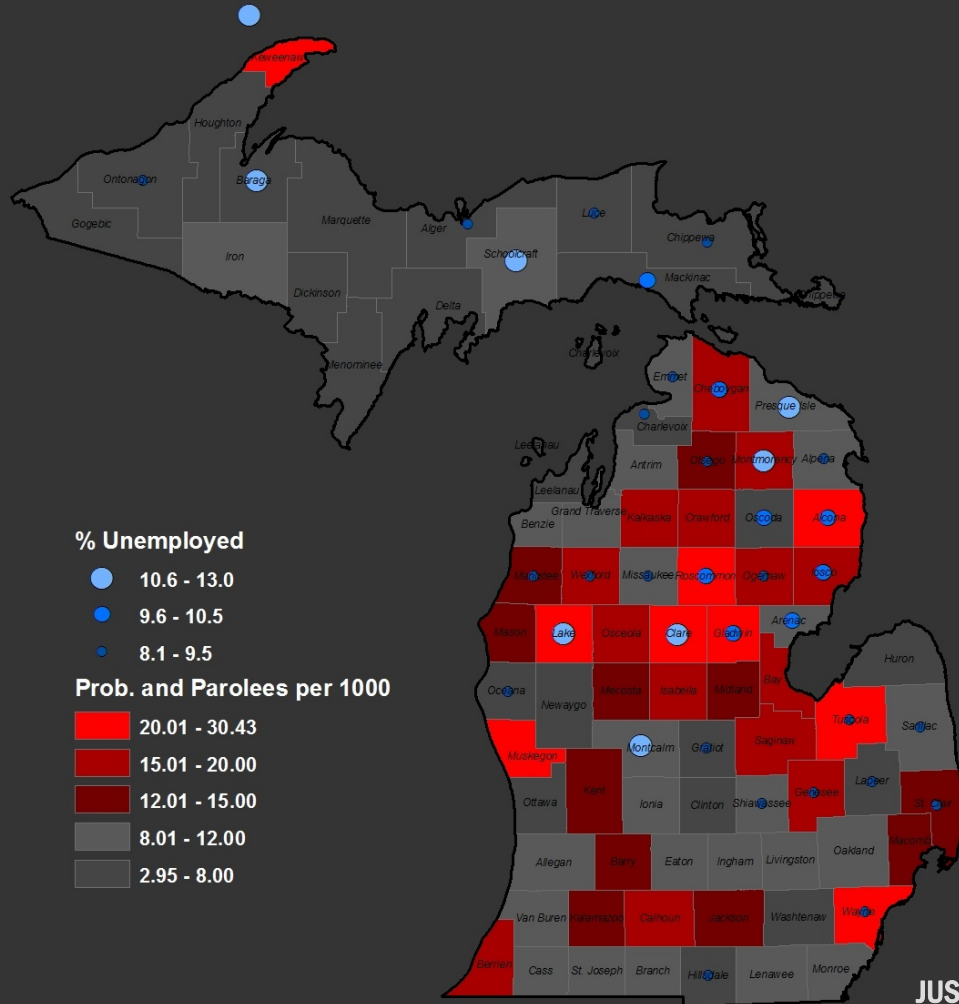 Keweenaw
Houghton
Ontonagon
Baraga
Gogebic
Marquette
Alger
Luce
Chippewa
Iron
Schoolcraft
Mackinac
Dickinson
Delta
Chippewa
Menominee
Charlevoix
Emmet
Cheboygan
Presque Isle
Charlevoix
Leelanau
Antrim
Otsego
Montmorency
Alpena
Leelanau
Benzie
Grand Traverse
Kalkaska
Crawford
Oscoda
Alcona
% Unemployed
10.6 - 13.0
9.6 - 10.5
8.1 - 9.5
Manistee
Wexford
Missaukee
Roscommon
Ogemaw
Iosco
Mason
Lake
Osceola
Clare
Gladwin
Arenac
Huron
Prob. and Parolees per 1000
20.01 - 30.43
15.01 - 20.00
12.01 - 15.00
8.01 - 12.00
2.95 - 8.00
Oceana
Newaygo
Mecosta
Isabella
Midland
Bay
Tuscola
Sanilac
Muskegon
Montcalm
Gratiot
Saginaw
Ottawa
Kent
Ionia
Clinton
Shiawassee
Genesee
Lapeer
St. Clair
Allegan
Barry
Eaton
Ingham
Livingston
Oakland
Macomb
Van Buren
Kalamazoo
Calhoun
Jackson
Washtenaw
Wayne
Berrien
Cass
St. Joseph
Branch
Hillsdale
Lenawee
Monroe
JUS